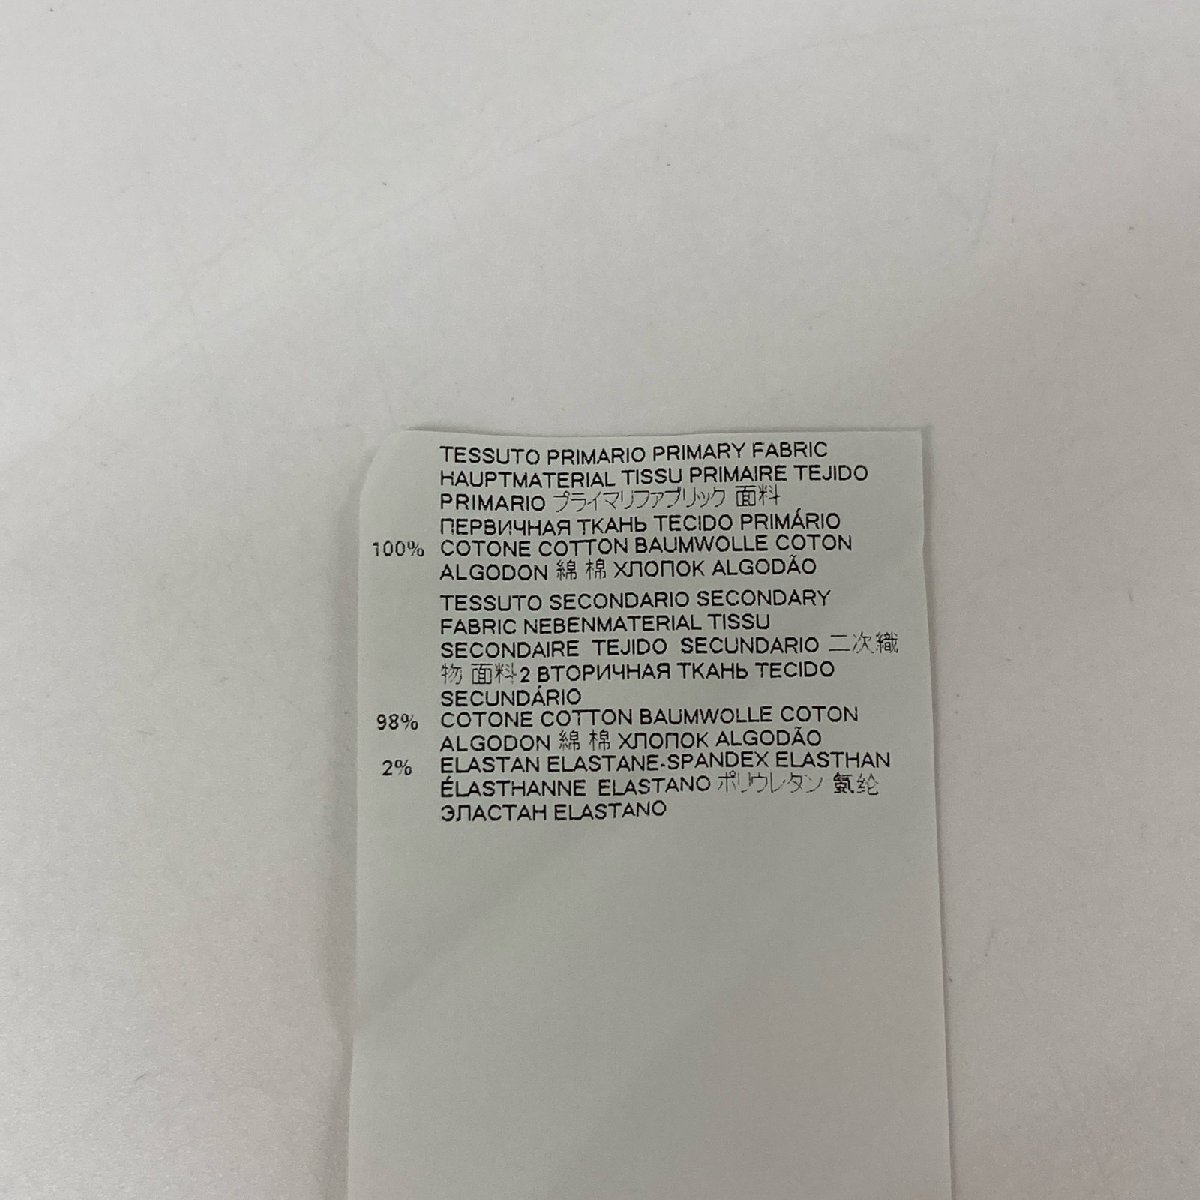 TESSUTO PRIMARIO PRIMARY FABRIC
HAUPTMATERIAL TISSU PRIMAIRE TEJIDO
PRIMARIO プライマリファブリック 面料
ПЕРВИЧНАЯ ТКАНЬ TECIDO PRIMÁRIO
100% COTONE COTTON BAUMWOLLE COTON
ALGODON 綿 棉 ХЛОПОК ALGODÃO
TESSUTO SECONDARIO SECONDARY
FABRIC NEBENMATERIAL TISSU
SECONDAIRE TEJIDO SECUNDARIO 二次織
物 面料2 ВТОРИЧНАЯ ТКАНЬ TECIDO
SECUNDÁRIO
98% COTONE COTTON BAUMWOLLE COTON
ALGODON 綿 棉 ХЛОПОК ALGODÃO
2% ELASTAN ELASTANE-SPANDEX ELASTHAN
ÉLASTHANNE ELASTANO ポリウレタン 氨纶
ЭЛАСТАН ELASTANO